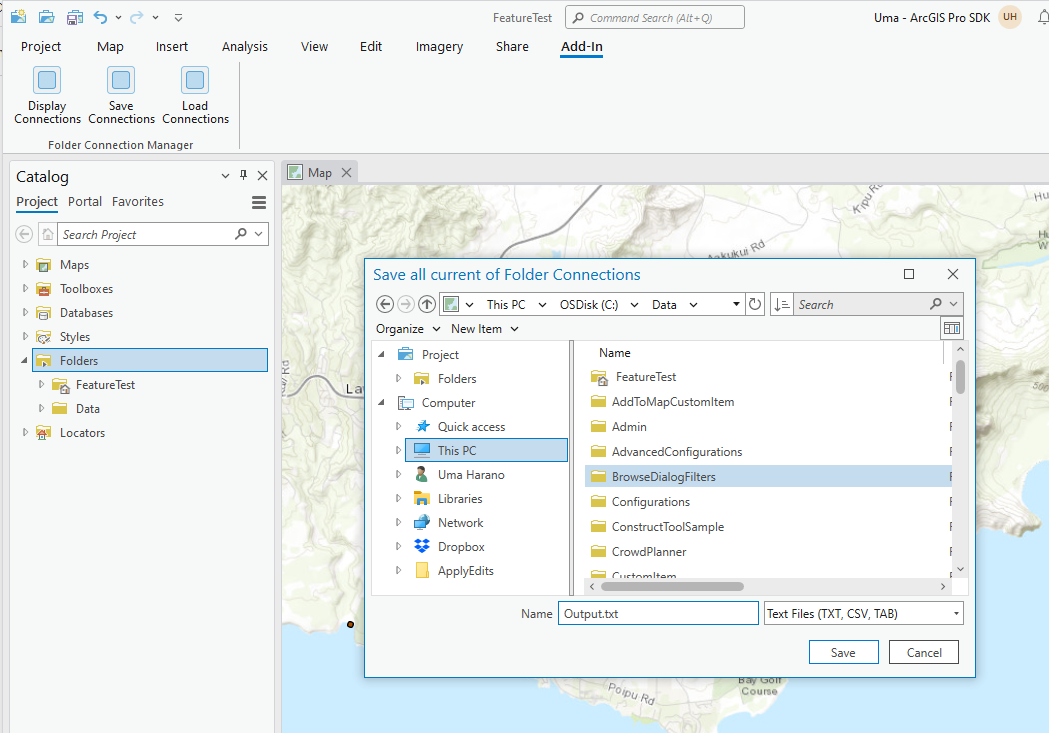 FeatureTest
Command Search (Alt+Q)
Uma - ArcGIS Pro SDK
UH
Project Map Insert Analysis View Edit Imagery Share Add-In
Display Connections
Save Connections
Load Connections
Folder Connection Manager
Catalog
Project Portal Favorites
Search Project
Maps
Toolboxes
Databases
Styles
Folders
FeatureTest
Data
Locators
Map
Kipu Rd
Save all current of Folder Connections
This PC OSDisk (C:) Data
Search
Organize New Item
Project
Folders
Computer
Quick access
This PC
Uma Harano
Libraries
Network
Dropbox
ApplyEdits
Name
FeatureTest
AddToMapCustomItem
Admin
AdvancedConfigurations
BrowseDialogFilters
Configurations
ConstructToolSample
CrowdPlanner
CustomItem
Name Output.txt Text Files (TXT, CSV, TAB)
Save Cancel
Bay Golf
Course
Poipu Rd